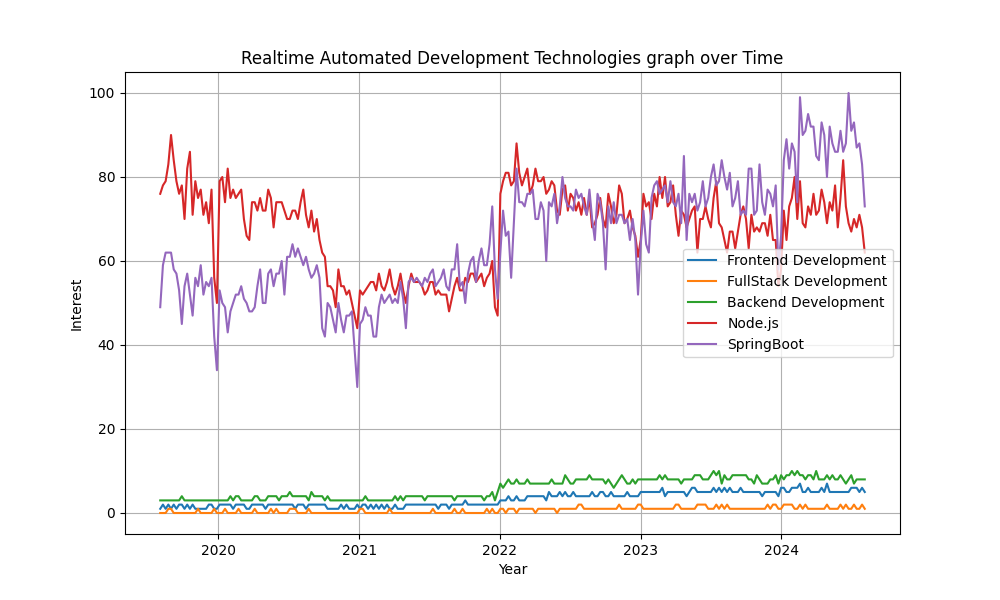 Realtime Automated Development Technologies graph over Time
100
80
60
40
20
0
Interest
Frontend Development
FullStack Development
Backend Development
Node.js
SpringBoot
2020
2021
2022
2023
2024
Year